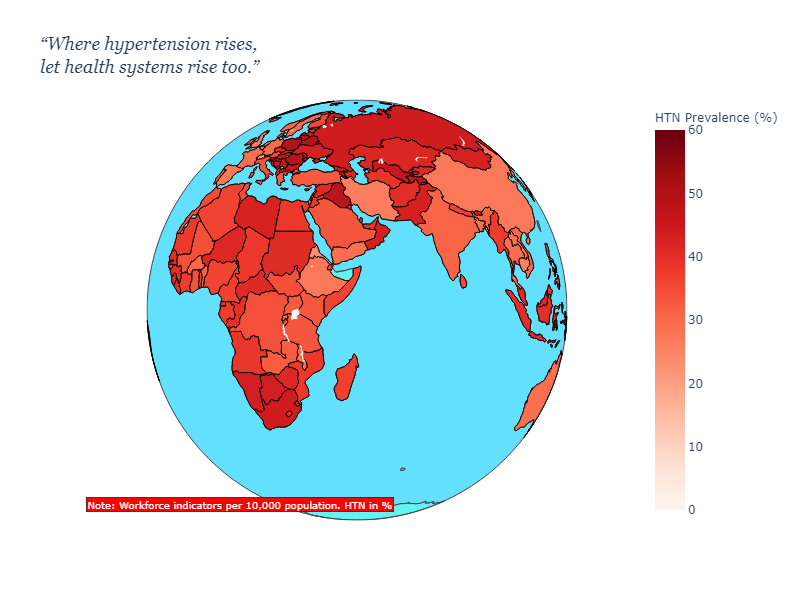 “Where hypertension rises,
let health systems rise too.”
HTN Prevalence (%)
60
50
40
30
20
10
0
Note: Workforce indicators per 10,000 population. HTN in %